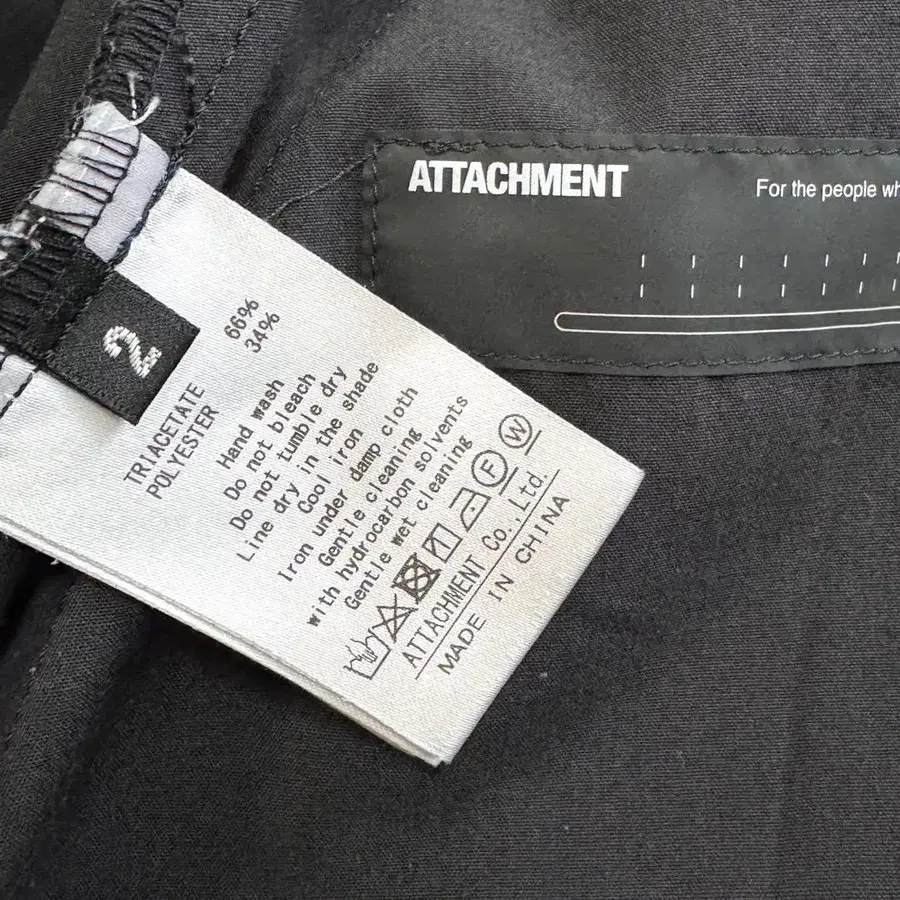 ATTACHMENT
For the people
2
TRIACETATE 66%
POLYESTER 34%
Hand wash
Do not bleach
Do not tumble dry
Line dry in the shade
Cool iron
Iron under damp cloth
Gentle cleaning
with hydrocarbon solvents
Gentle wet cleaning
F W
ATTACHMENT Co., Ltd.
MADE IN CHINA